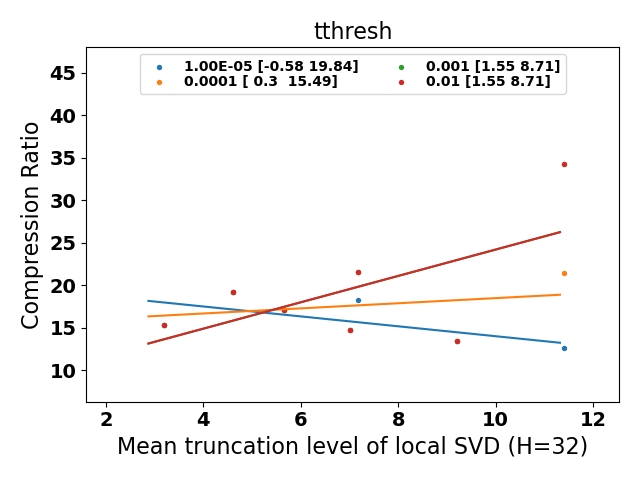 tthresh
1.00E-05 [-0.58 19.84]
0.0001 [ 0.3  15.49]
0.001 [1.55 8.71]
0.01 [1.55 8.71]
Compression Ratio
45
40
35
30
25
20
15
10
2 4 6 8 10 12
Mean truncation level of local SVD (H=32)